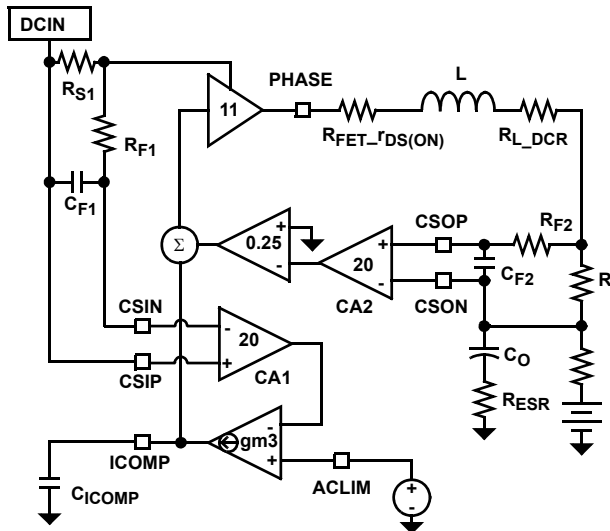 DCIN
RS1
RF1
CF1
11
PHASE
RFET_rDS(ON)
L
RL_DCR
Σ
0.25
+
-
20
+
-
CA2
CSOP
CSON
RF2
CF2
R
CSIN
CSIP
-
+
20
CA1
CO
RESR
ICOMP
gm3
-
+
ACLIM
CICOMP
+
-